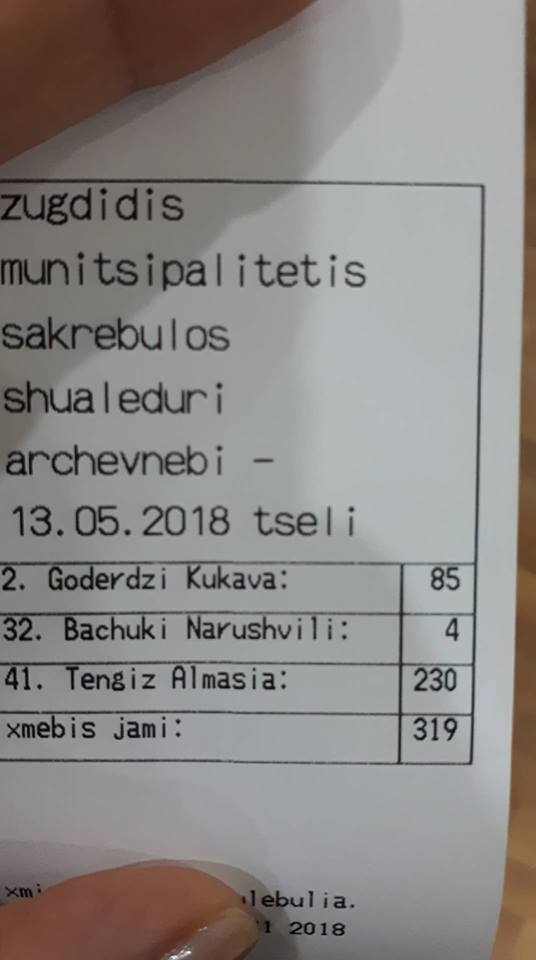 zugdidis
munitsipalitetis
sakrebulos
shualeduri
archevnebi -
13.05.2018 tseli
2. Goderdzi Kukava: 85
32. Bachuki Narushvili: 4
41. Tengiz Almasia: 230
xmebis jami: 319
2018